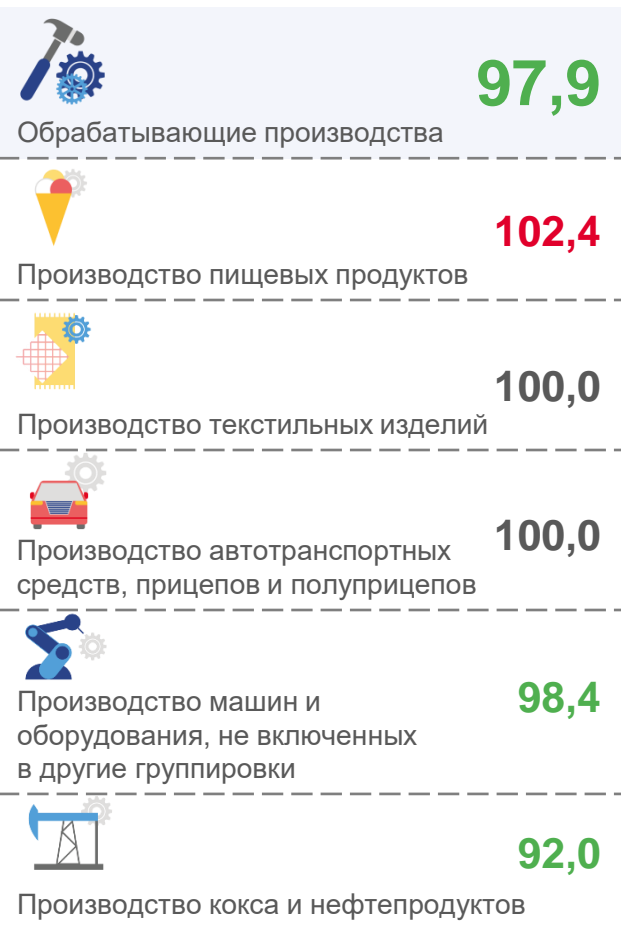 97,9
Обрабатывающие производства
102,4
Производство пищевых продуктов
100,0
Производство текстильных изделий
100,0
Производство автотранспортных
средств, прицепов и полуприцепов
98,4
Производство машин и
оборудования, не включенных
в другие группировки
92,0
Производство кокса и нефтепродуктов